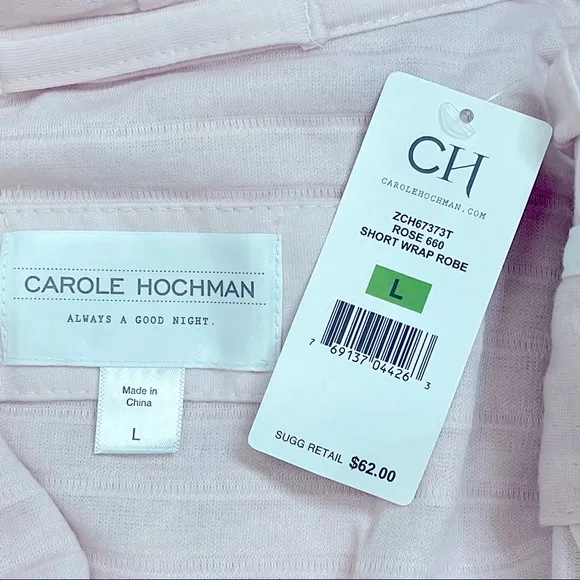 CAROLE HOCHMAN
ALWAYS A GOOD NIGHT.
Made in
China
L
CH
CAROLEHOCHMAN.COM
ZCH67373T
ROSE 660
SHORT WRAP ROBE
L
7 69137 04426 3
SUGG RETAIL $62.00